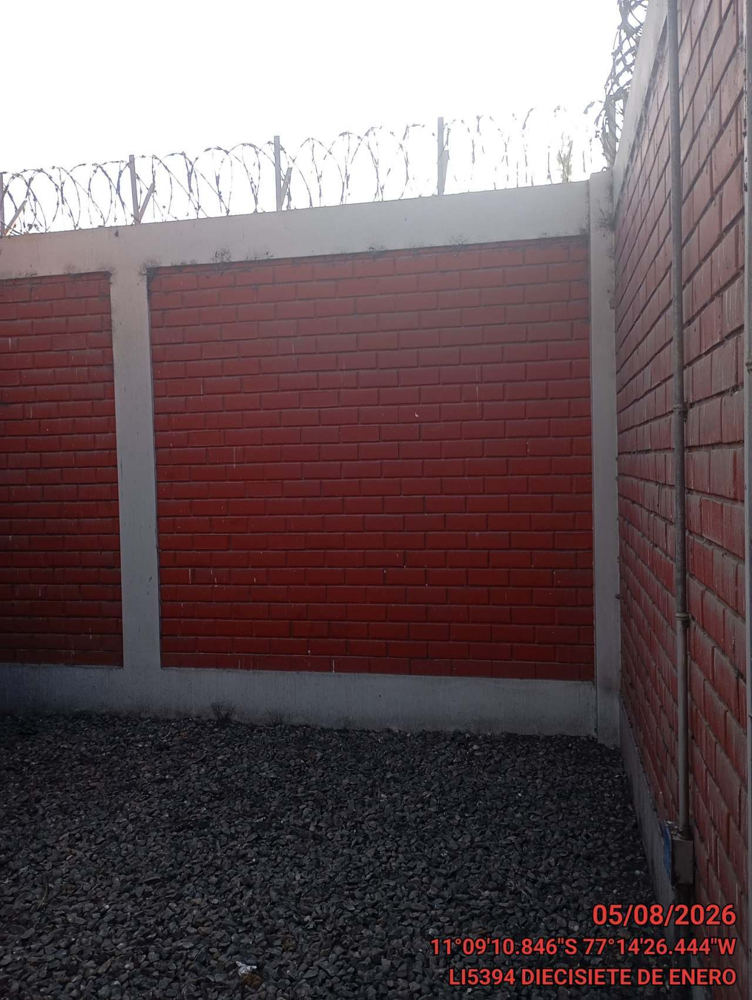 05/08/2026
11°09'10.846"S 77°14'26.444"W
LI5394 DIECISIETE DE ENERO